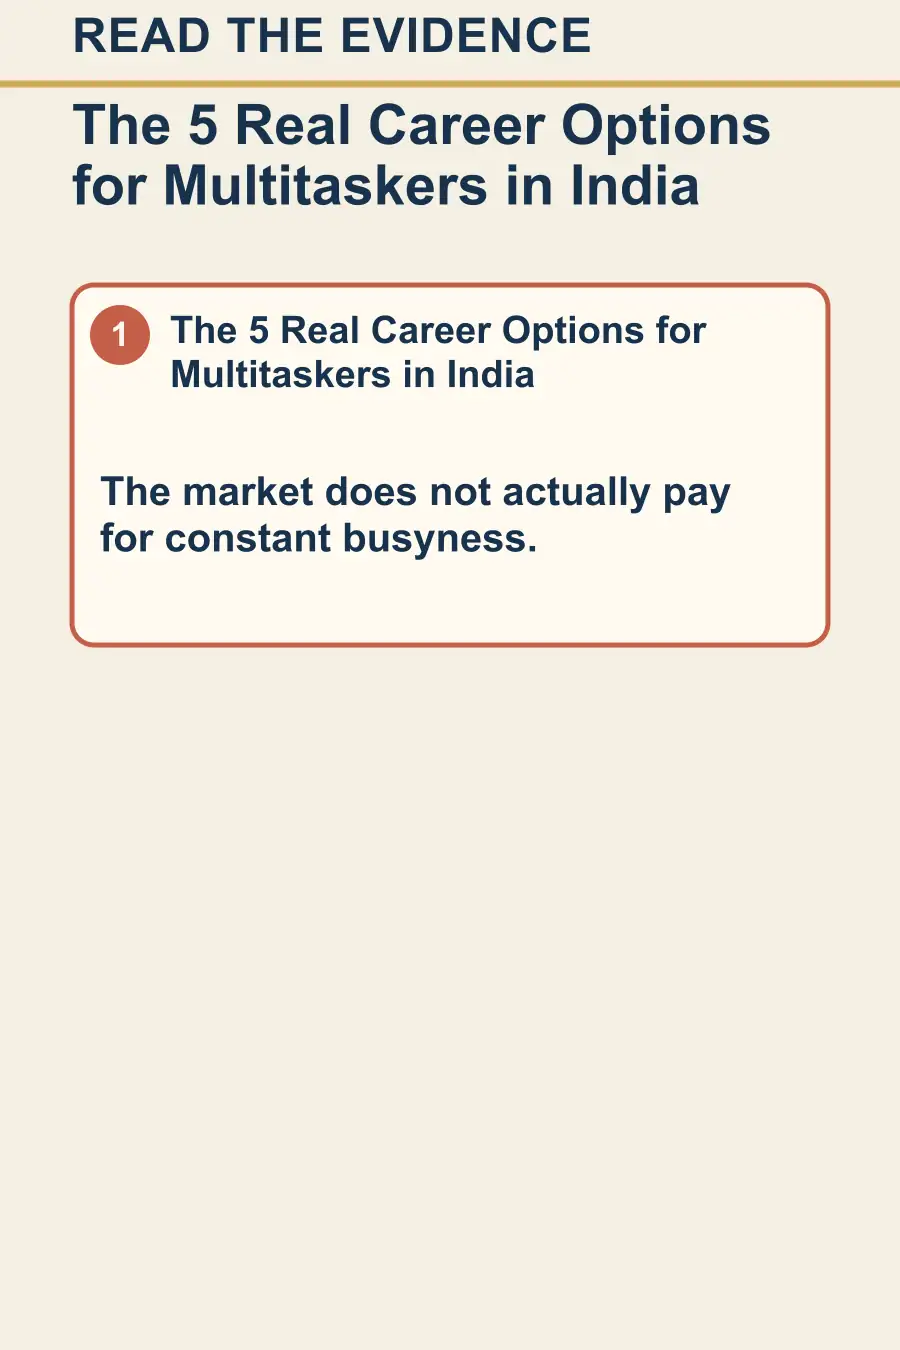 READ THE EVIDENCE
The 5 Real Career Options
for Multitaskers in India
1
The 5 Real Career Options for
Multitaskers in India
The market does not actually pay
for constant busyness.